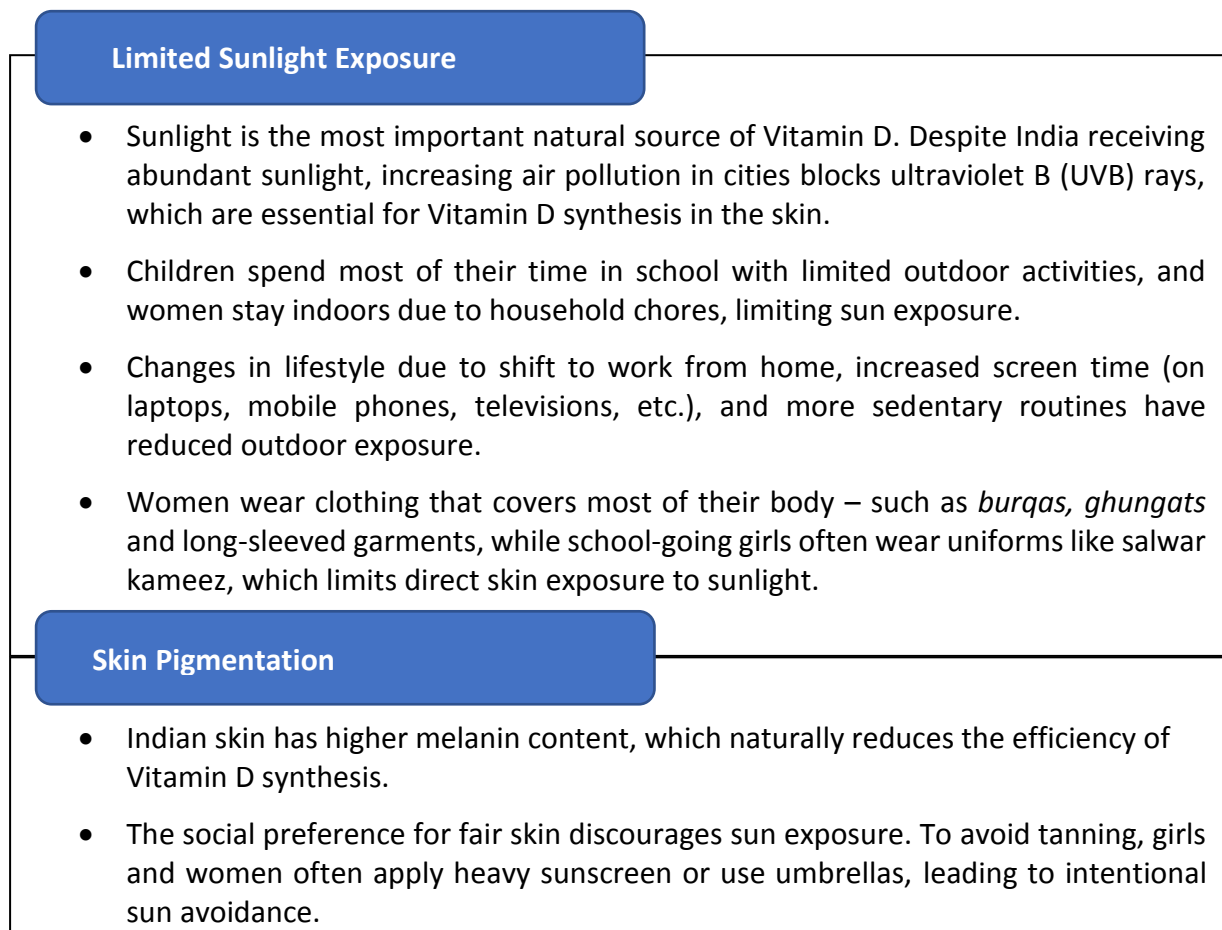 Limited Sunlight Exposure
• Sunlight is the most important natural source of Vitamin D. Despite India receiving
abundant sunlight, increasing air pollution in cities blocks ultraviolet B (UVB) rays,
which are essential for Vitamin D synthesis in the skin.
• Children spend most of their time in school with limited outdoor activities, and
women stay indoors due to household chores, limiting sun exposure.
• Changes in lifestyle due to shift to work from home, increased screen time (on
laptops, mobile phones, televisions, etc.), and more sedentary routines have
reduced outdoor exposure.
• Women wear clothing that covers most of their body – such as burqas, ghungats
and long-sleeved garments, while school-going girls often wear uniforms like salwar
kameez, which limits direct skin exposure to sunlight.
Skin Pigmentation
• Indian skin has higher melanin content, which naturally reduces the efficiency of
Vitamin D synthesis.
• The social preference for fair skin discourages sun exposure. To avoid tanning, girls
and women often apply heavy sunscreen or use umbrellas, leading to intentional
sun avoidance.